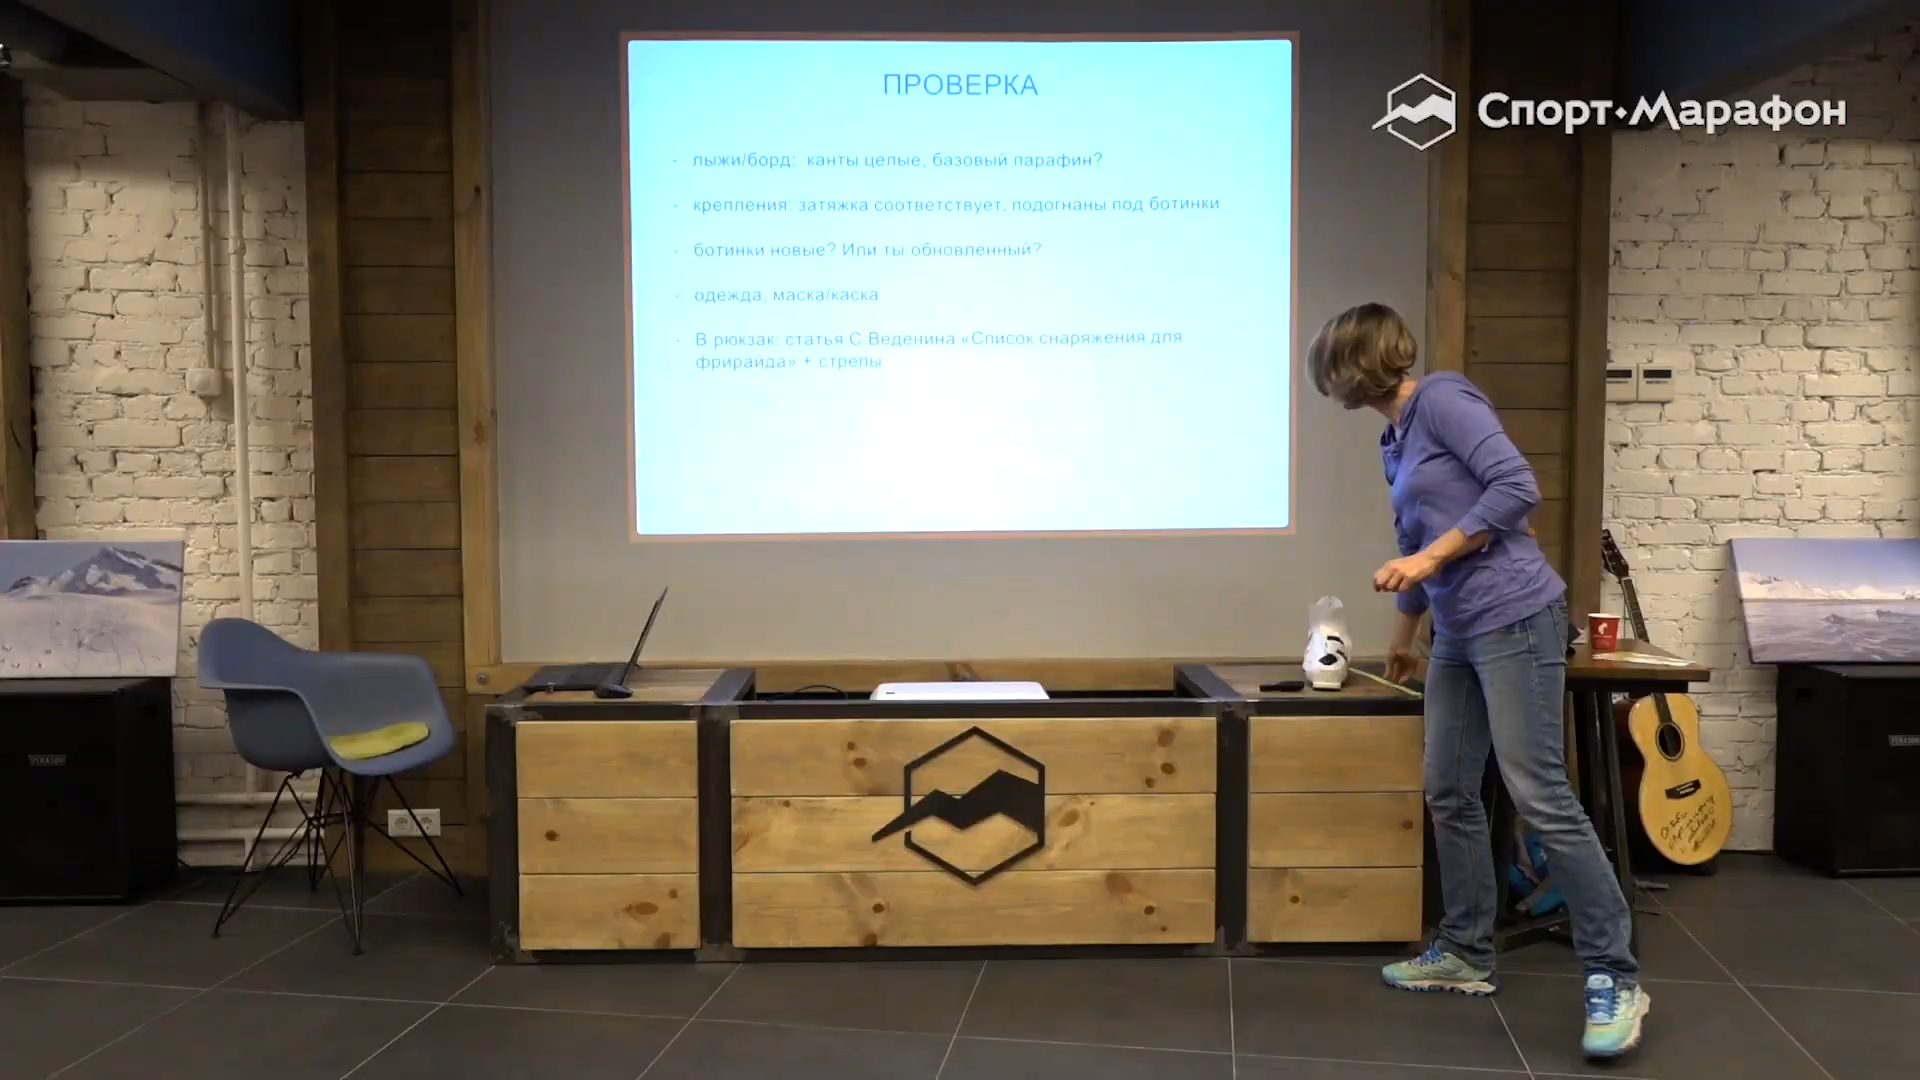 ПРОВЕРКА
Спорт•Марафон
- лыжи/борд: канты целые, базовый парафин?
- крепления: затяжка соответствует, подогнаны под ботинки
- ботинки новые? Или ты обновленный?
- одежда, маска/каска
- В рюкзак: статья С.Веденина «Список снаряжения для
фрирайда» + стрепы